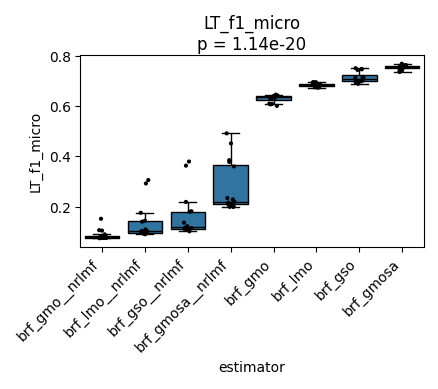 LT_f1_micro
p = 1.14e-20
0.8
0.6
0.4
0.2
LT_f1_micro
brf_gmo__nrlmf
brf_lmo__nrlmf
brf_gso__nrlmf
brf_gmosa__nrlmf
brf_gmo
brf_lmo
brf_gso
brf_gmosa
estimator